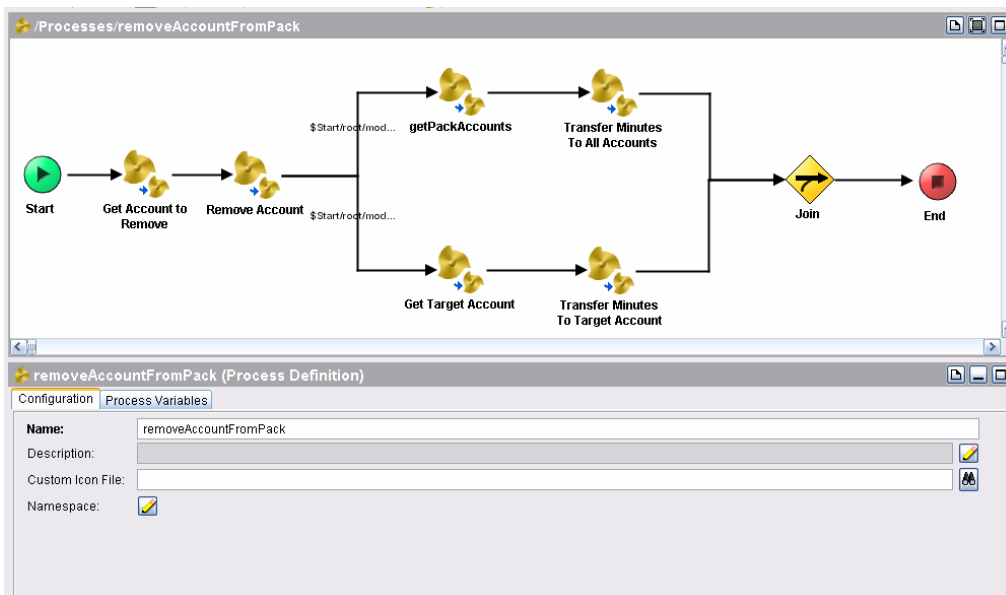 /Processes/removeAccountFromPack
$Start/root/mod...
getPackAccounts
Transfer Minutes
To All Accounts
Start
Get Account to
Remove
Remove Account
$Start/root/mod...
Join
End
Get Target Account
Transfer Minutes
To Target Account
removeAccountFromPack (Process Definition)
Configuration
Process Variables
Name:
removeAccountFromPack
Description:
Custom Icon File:
Namespace: